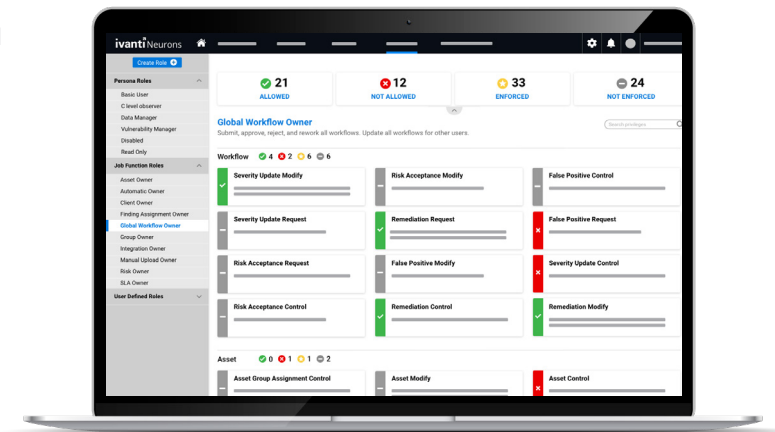 ivanti Neurons
Create Role
Persona Roles
Basic User
C level observer
Data Manager
Vulnerability Manager
Disabled
Read Only
Job Function Roles
Asset Owner
Automatic Owner
Client Owner
Finding Assignment Owner
Global Workflow Owner
Group Owner
Integration Owner
Manual Upload Owner
Risk Owner
SLA Owner
User Defined Roles
21
ALLOWED
12
NOT ALLOWED
33
ENFORCED
24
NOT ENFORCED
Global Workflow Owner
Submit, approve, reject, and rework all workflows. Update all workflows for other users.
Search privileges
Workflow 4 2 6 6
Severity Update Modify
Risk Acceptance Modify
False Positive Control
Severity Update Request
Remediation Request
False Positive Request
Risk Acceptance Request
False Positive Modify
Severity Update Control
Risk Acceptance Control
Remediation Control
Remediation Modify
Asset 0 1 1 2
Asset Group Assignment Control
Asset Modify
Asset Control